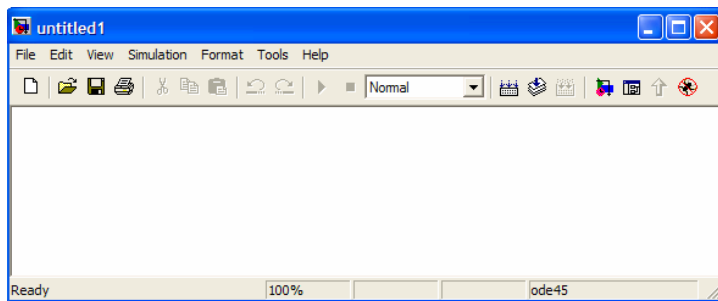 untitled1
File Edit View Simulation Format Tools Help
Normal
Ready 100% ode45